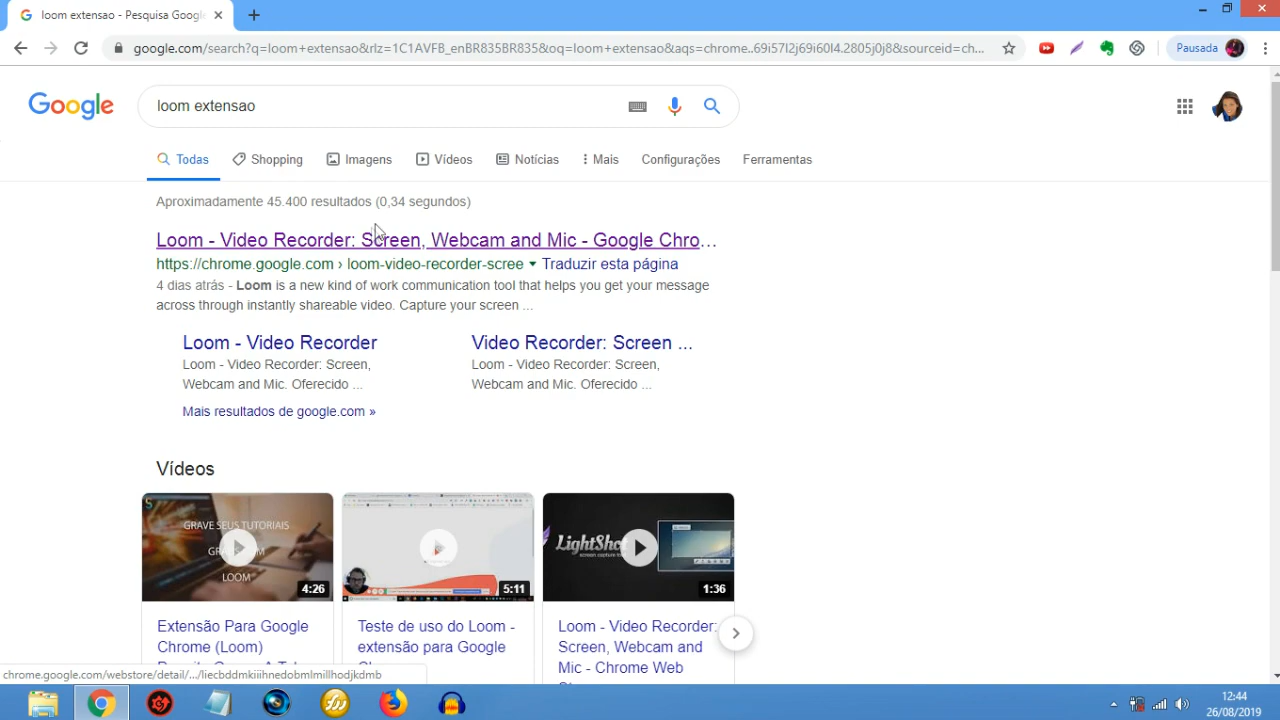 loom extensao - Pesquisa Google
google.com/search?q=loom+extensao&rlz=1C1AVFB_enBR835BR835&oq=loom+extensao&aqs=chrome..69i57l2j69i60l4.2805j0j8&sourceid=ch...
Pausada
Google
loom extensao
Todas
Shopping
Imagens
Vídeos
Notícias
Mais
Configurações
Ferramentas
Aproximadamente 45.400 resultados (0,34 segundos)
Loom - Video Recorder: Screen, Webcam and Mic - Google Chro...
https://chrome.google.com › loom-video-recorder-scree Traduzir esta página
4 dias atrás - Loom is a new kind of work communication tool that helps you get your message
across through instantly shareable video. Capture your screen ...
Loom - Video Recorder
Loom - Video Recorder: Screen,
Webcam and Mic. Oferecido ...
Video Recorder: Screen ...
Loom - Video Recorder: Screen,
Webcam and Mic. Oferecido ...
Mais resultados de google.com »
Vídeos
GRAVE SEUS TUTORIAIS
LOOM
4:26
5:11
LightShot
screen capture
1:36
Extensão Para Google
Chrome (Loom)
Teste de uso do Loom -
extensão para Google
Loom - Video Recorder:
Screen, Webcam and
Mic - Chrome Web
chrome.google.com/webstore/detail/.../liecbddmkiiihnedobmlmillhodjkdmb
12:44
26/08/2019